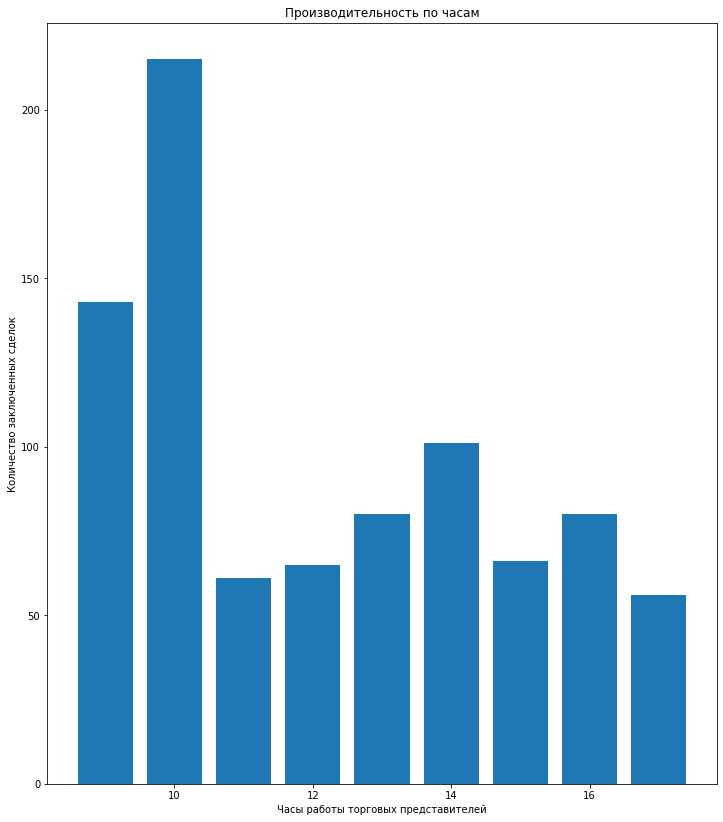 Производительность по часам
200
150
100
50
0
Количество заключенных сделок
10 12 14 16
Часы работы торговых представителей